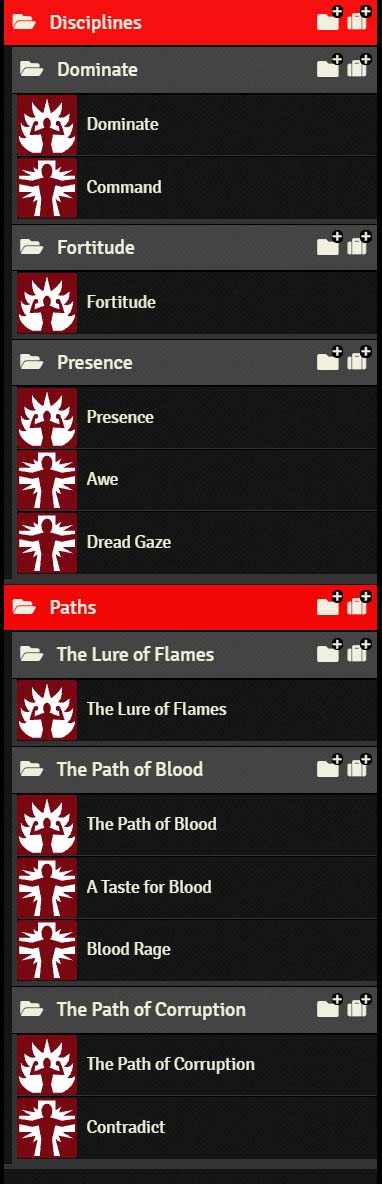 Disciplines
Dominate
Dominate
Command
Fortitude
Fortitude
Presence
Presence
Awe
Dread Gaze
Paths
The Lure of Flames
The Lure of Flames
The Path of Blood
The Path of Blood
A Taste for Blood
Blood Rage
The Path of Corruption
The Path of Corruption
Contradict